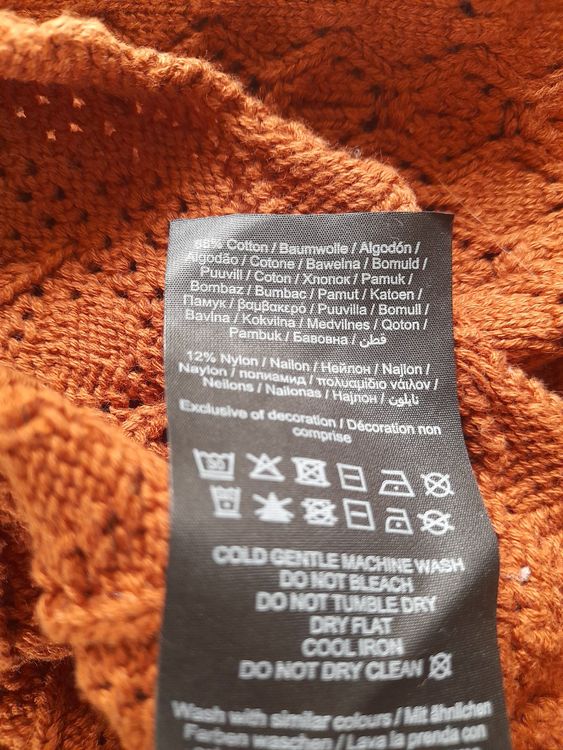 88% Cotton / Baumwolle / Algodón /
Algodão / Cotone / Bawełna / Bomuld /
Puuvill / Coton / Хлопок / Pamuk /
Bombaz / Bumbac / Pamut / Katoen /
Памук / βαμβακερο / Puuvilla / Bomull /
Bavlna / Kokvilna / Medvilnes / Qoton /
Pambuk / Бавовна / قطن
12% Nylon / Nailon / Нейлон / Najlon /
Naylon / полиамид / πολυαμιδιο νάιλον /
Neilons / Nailonas / Најлон / نايلون
Exclusive of decoration / Décoration non
comprise
COLD GENTLE MACHINE WASH
DO NOT BLEACH
DO NOT TUMBLE DRY
DRY FLAT
COOL IRON
DO NOT DRY CLEAN
Wash with similar colours / Mit ähnlichen
Farben waschen / Lava la prenda con